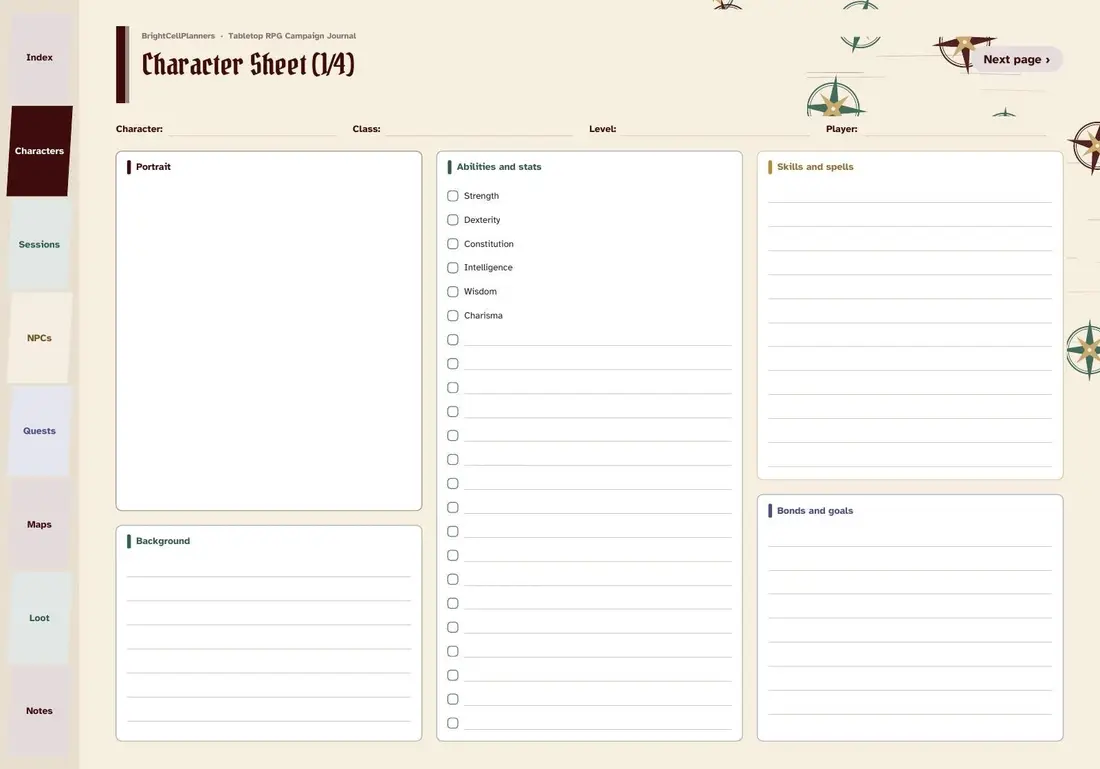 BrightCellPlanners · Tabletop RPG Campaign Journal
Character Sheet (1/4)
Next page ›
Index
Characters
Sessions
NPCs
Quests
Maps
Loot
Notes
Character:
Class:
Level:
Player:
Portrait
Background
Abilities and stats
Strength
Dexterity
Constitution
Intelligence
Wisdom
Charisma
Skills and spells
Bonds and goals